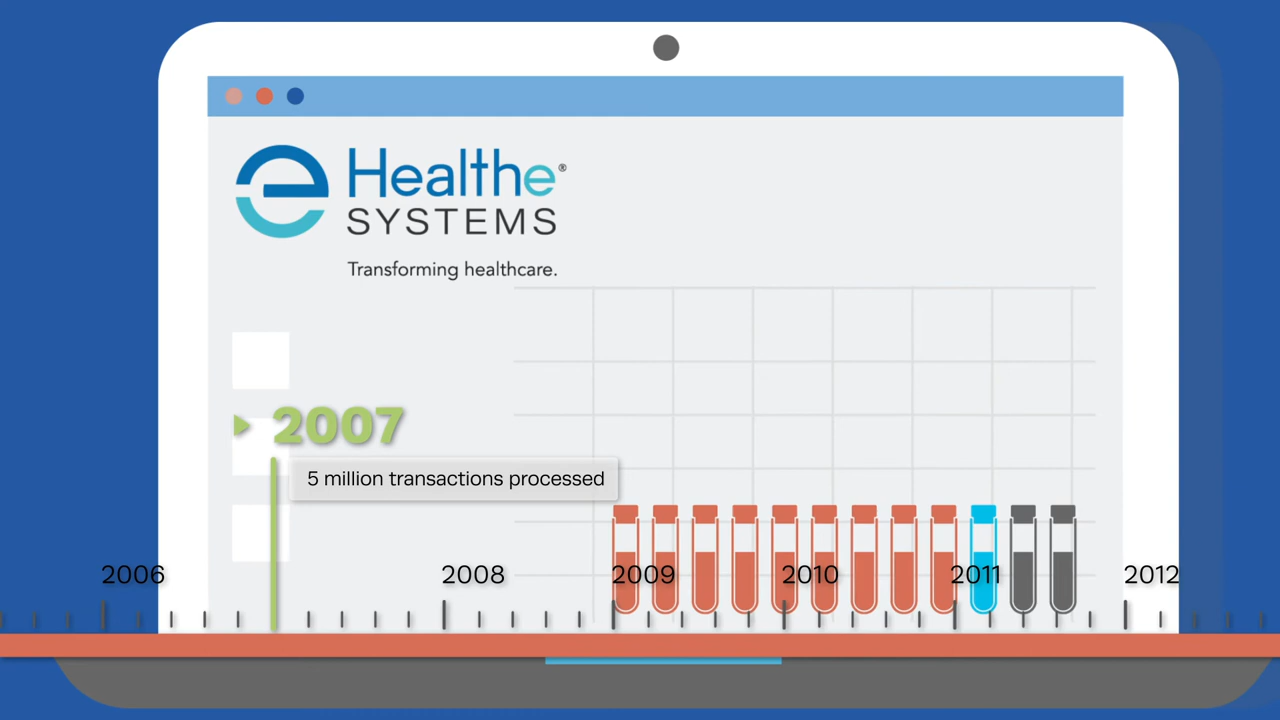 Healthe®
SYSTEMS
Transforming healthcare.
2007
5 million transactions processed
2006 2008 2009 2010 2011 2012